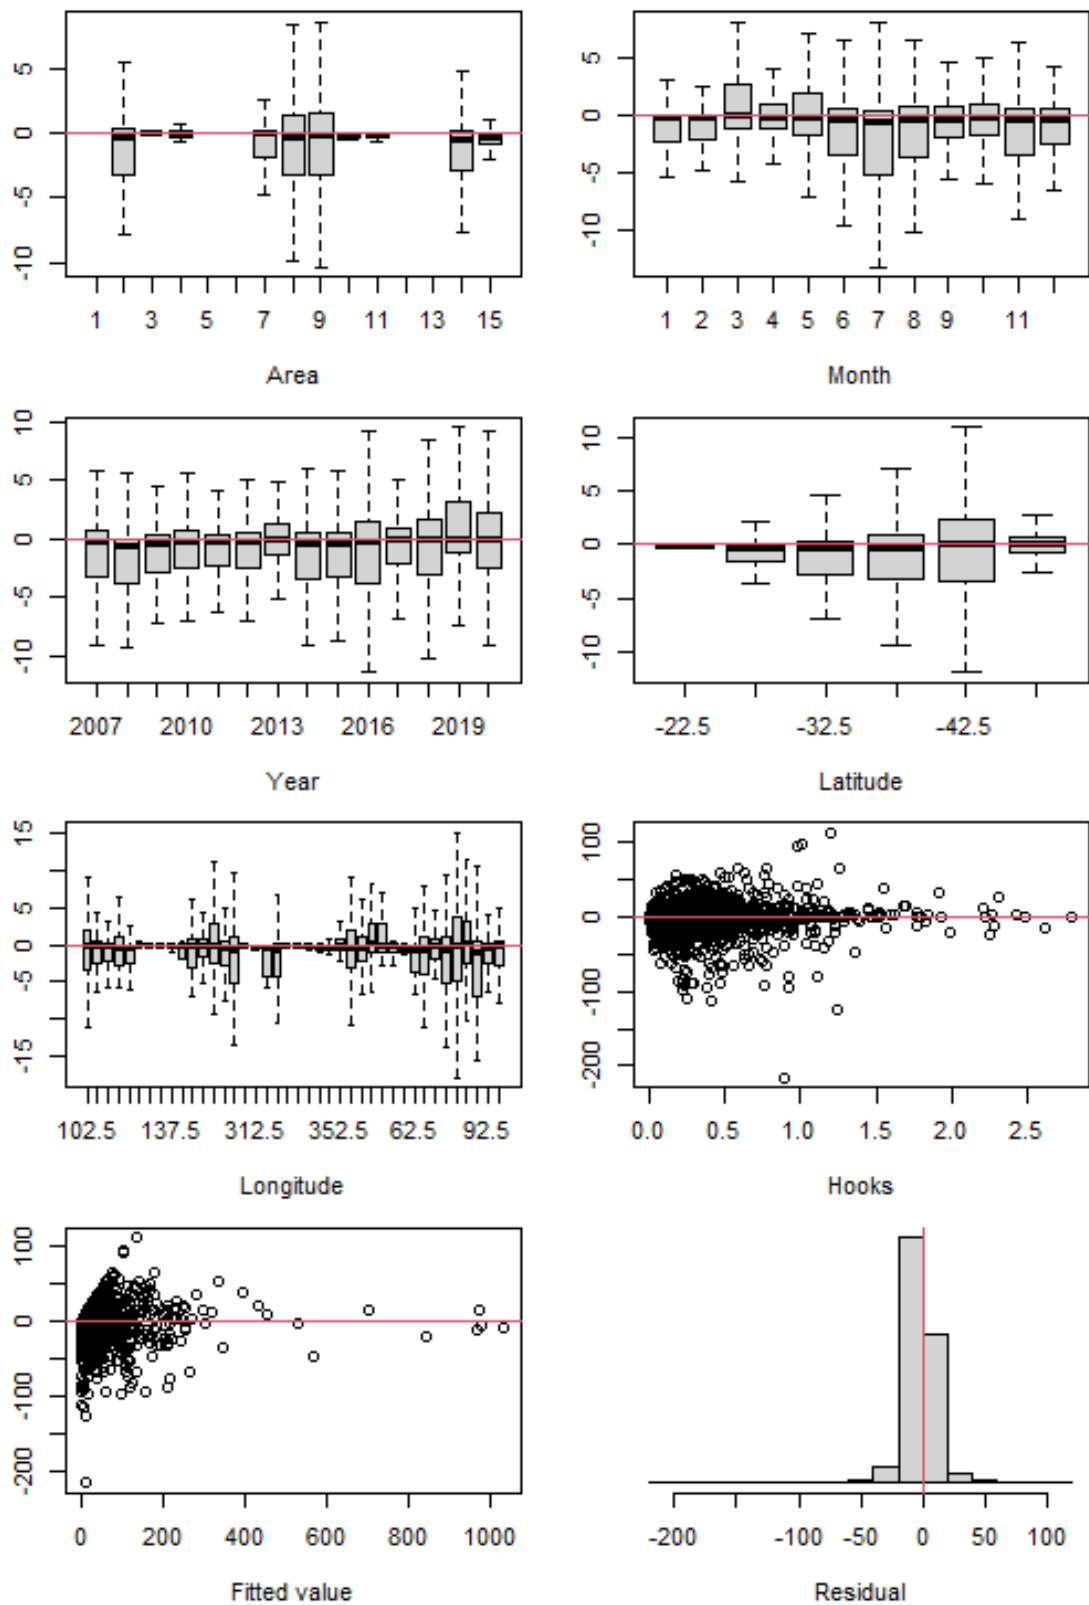 5
0
-5
-10
1 3 5 7 9 11 13 15
Area
5
0
-5
-10
1 2 3 4 5 6 7 8 9 11
Month
10
5
0
-5
-10
2007 2010 2013 2016 2019
Year
10
5
0
-5
-10
-22.5 -32.5 -42.5
Latitude
15
5
0
-5
-15
102.5 137.5 312.5 352.5 62.5 92.5
Longitude
100
0
-100
-200
0.0 0.5 1.0 1.5 2.0 2.5
Hooks
100
0
-100
-200
0 200 400 600 800 1000
Fitted value
-200 -100 -50 0 50 100
Residual